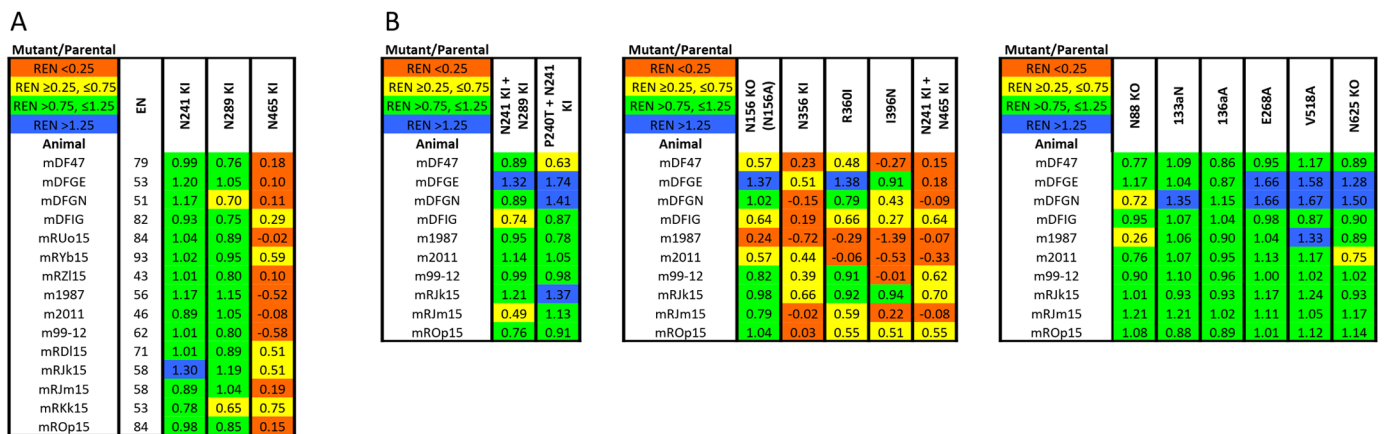 A
Mutant/Parental
REN <0.25
REN ≥0.25, ≤0.75
REN >0.75, ≤1.25
REN >1.25
Animal EN N241 KI N289 KI N465 KI
mDF47 79 0.99 0.76 0.18
mDFGE 53 1.20 1.05 0.10
mDFGN 51 1.17 0.70 0.11
mDFIG 82 0.93 0.75 0.29
mRUo15 84 1.04 0.89 -0.02
mRYb15 93 1.02 0.95 0.59
mRZl15 43 1.01 0.80 0.10
m1987 56 1.17 1.15 -0.52
m2011 46 0.89 1.05 -0.08
m99-12 62 1.01 0.80 -0.58
mRDl15 71 1.01 0.89 0.51
mRJk15 58 1.30 1.19 0.51
mRJm15 58 0.89 1.04 0.19
mRKk15 53 0.78 0.65 0.75
mROp15 84 0.98 0.85 0.15
B
Mutant/Parental
REN <0.25
REN ≥0.25, ≤0.75
REN >0.75, ≤1.25
REN >1.25
Animal N241 KI + N289 KI P240T + N241 KI
mDF47 0.89 0.63
mDFGE 1.32 1.74
mDFGN 0.89 1.41
mDFIG 0.74 0.87
m1987 0.95 0.78
m2011 1.14 1.05
m99-12 0.99 0.98
mRJk15 1.21 1.37
mRJm15 0.49 1.13
mROp15 0.76 0.91
Mutant/Parental
REN <0.25
REN ≥0.25, ≤0.75
REN >0.75, ≤1.25
REN >1.25
Animal N156 KO (N156A) N356 KI R360I I396N N241 KI + N465 KI
mDF47 0.57 0.23 0.48 -0.27 0.15
mDFGE 1.37 0.51 1.38 0.91 0.18
mDFGN 1.02 -0.15 0.79 0.43 -0.09
mDFIG 0.64 0.19 0.66 0.27 0.64
m1987 0.24 -0.72 -0.29 -1.39 -0.07
m2011 0.57 0.44 -0.06 -0.53 -0.33
m99-12 0.82 0.39 0.91 -0.01 0.62
mRJk15 0.98 0.66 0.92 0.94 0.70
mRJm15 0.79 -0.02 0.59 0.22 -0.08
mROp15 1.04 0.03 0.55 0.51 0.55
Mutant/Parental
REN <0.25
REN ≥0.25, ≤0.75
REN >0.75, ≤1.25
REN >1.25
Animal N88 KO 133aN 136aA E268A V518A N625 KO
mDF47 0.77 1.09 0.86 0.95 1.17 0.89
mDFGE 1.17 1.04 0.87 1.66 1.58 1.28
mDFGN 0.72 1.35 1.15 1.66 1.67 1.50
mDFIG 0.95 1.07 1.04 0.98 0.87 0.90
m1987 0.26 1.06 0.90 1.04 1.33 0.89
m2011 0.76 1.07 0.95 1.13 1.17 0.75
m99-12 0.90 1.10 0.96 1.00 1.02 1.02
mRJk15 1.01 0.93 0.93 1.17 1.24 0.93
mRJm15 1.21 1.21 1.02 1.11 1.05 1.17
mROp15 1.08 0.88 0.89 1.01 1.12 1.14